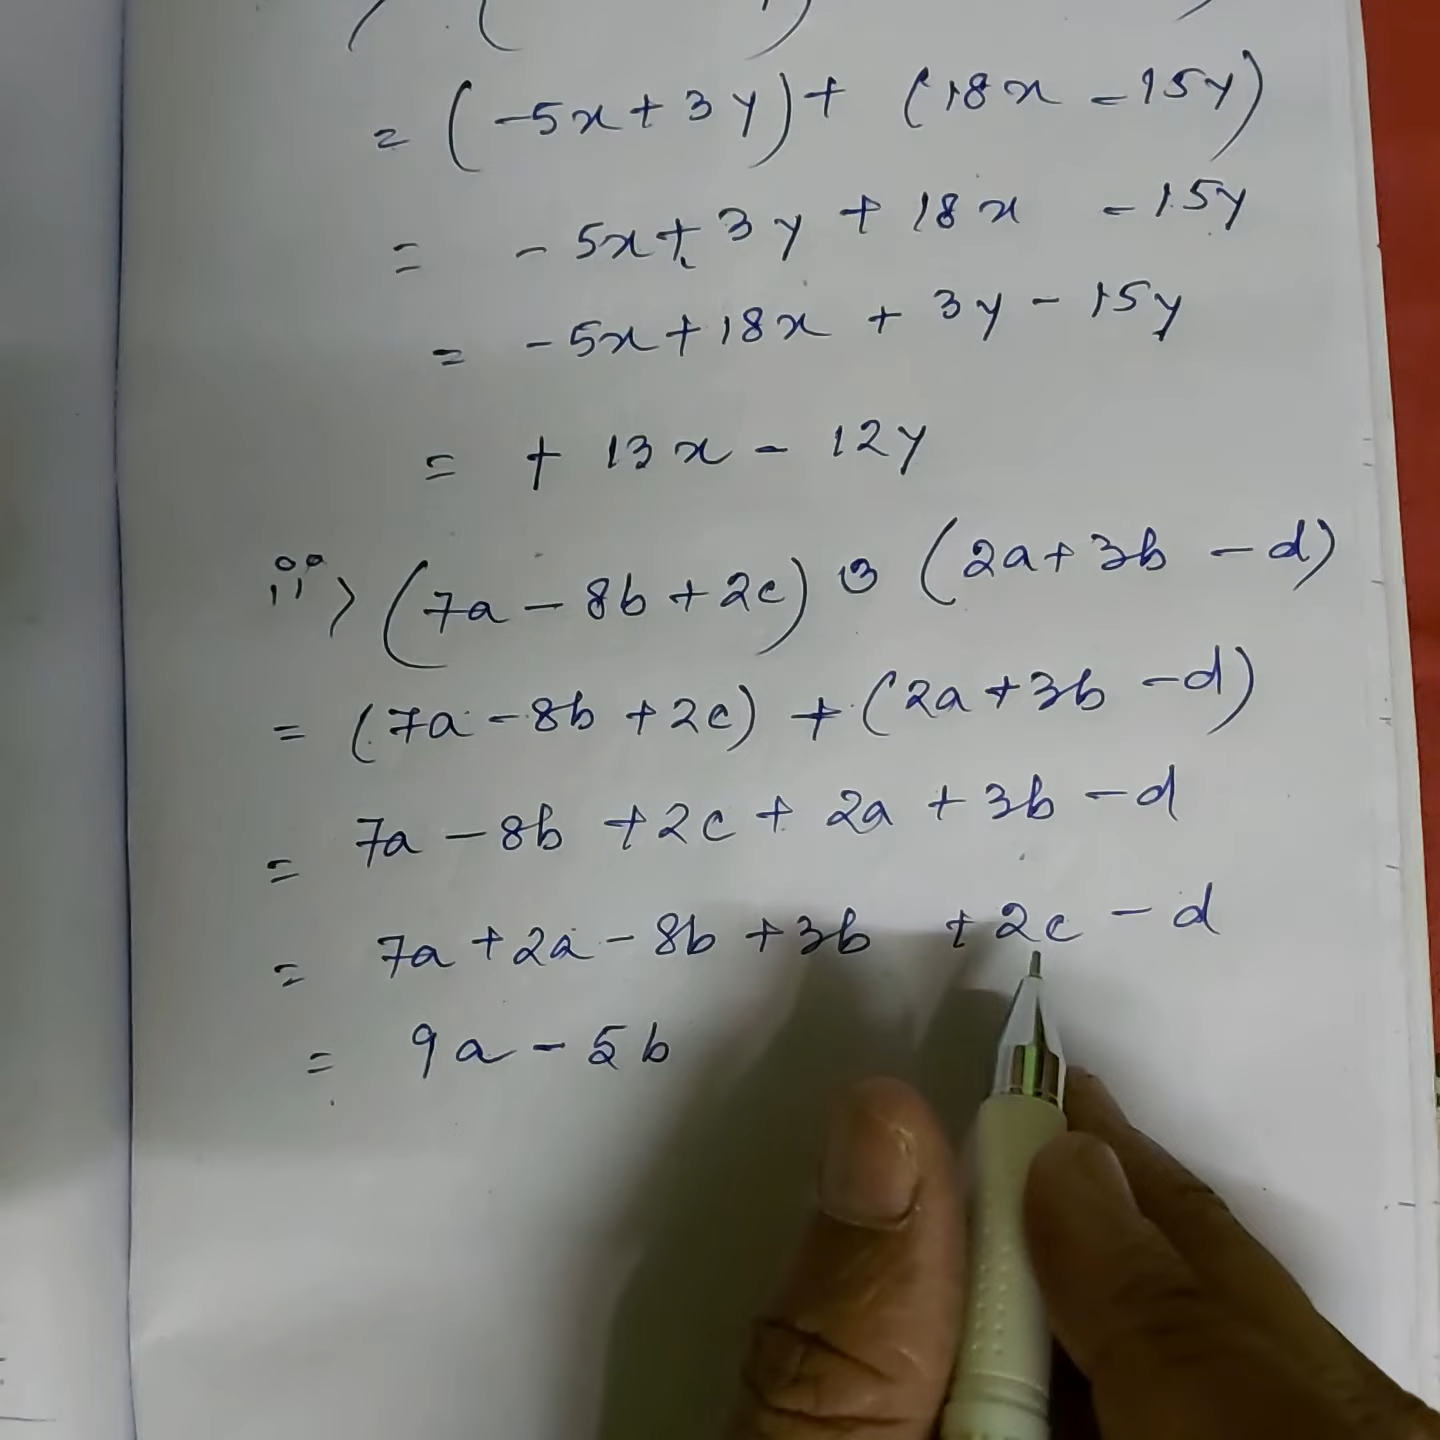 = (-5x + 3y) + (18x - 15y)
= - 5x + 3y + 18x - 15y
= - 5x + 18x + 3y - 15y
= + 13x - 12y
iii> (7a - 8b + 2c) ও (2a + 3b - d)
= (7a - 8b + 2c) + (2a + 3b - d)
= 7a - 8b + 2c + 2a + 3b - d
= 7a + 2a - 8b + 3b + 2c - d
= 9a - 5b